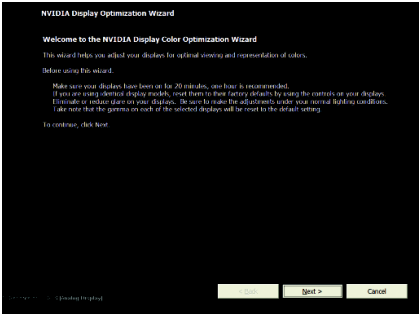 NVIDIA Display Optimization Wizard
Welcome to the NVIDIA Display Color Optimization Wizard
This wizard helps you adjust your displays for optimal viewing and representation of colors.
Before using this wizard.
Make sure your displays have been on for 20 minutes, one hour is recommended.
If you are using identical display models, reset them to their factory defaults by using the controls on your displays
Eliminate or reduce glare on your displays. Be sure to make the adjustments under your normal lighting conditions.
Take note that the gamma on each of the selected displays will be reset to the default setting
To continue, click Next.
< Back
Next >
Cancel
(Analog Display)